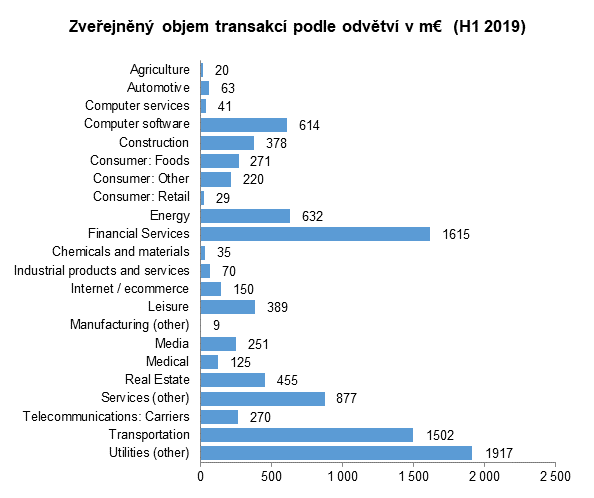 Zveřejněný objem transakcí podle odvětví v m€ (H1 2019)
Agriculture 20
Automotive 63
Computer services 41
Computer software 614
Construction 378
Consumer: Foods 271
Consumer: Other 220
Consumer: Retail 29
Energy 632
Financial Services 1615
Chemicals and materials 35
Industrial products and services 70
Internet / ecommerce 150
Leisure 389
Manufacturing (other) 9
Media 251
Medical 125
Real Estate 455
Services (other) 877
Telecommunications: Carriers 270
Transportation 1502
Utilities (other) 1917
0 500 1 000 1 500 2 000 2 500